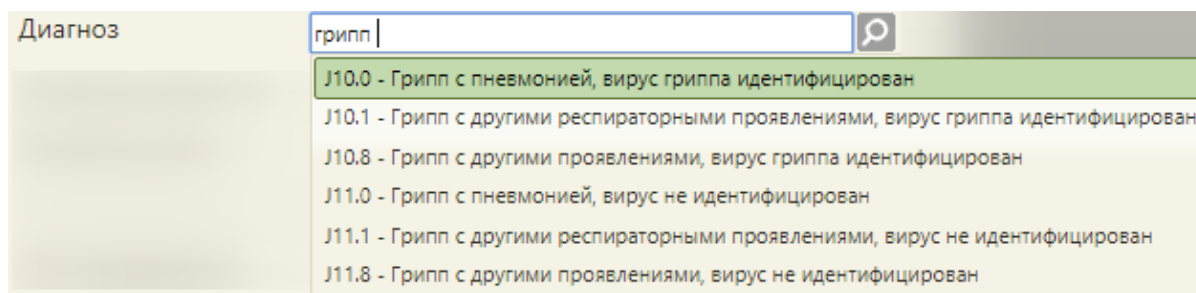 Диагноз
грипп
J10.0 - Грипп с пневмонией, вирус гриппа идентифицирован
J10.1 - Грипп с другими респираторными проявлениями, вирус гриппа идентифицирован
J10.8 - Грипп с другими проявлениями, вирус гриппа идентифицирован
J11.0 - Грипп с пневмонией, вирус не идентифицирован
J11.1 - Грипп с другими респираторными проявлениями, вирус не идентифицирован
J11.8 - Грипп с другими проявлениями, вирус не идентифицирован